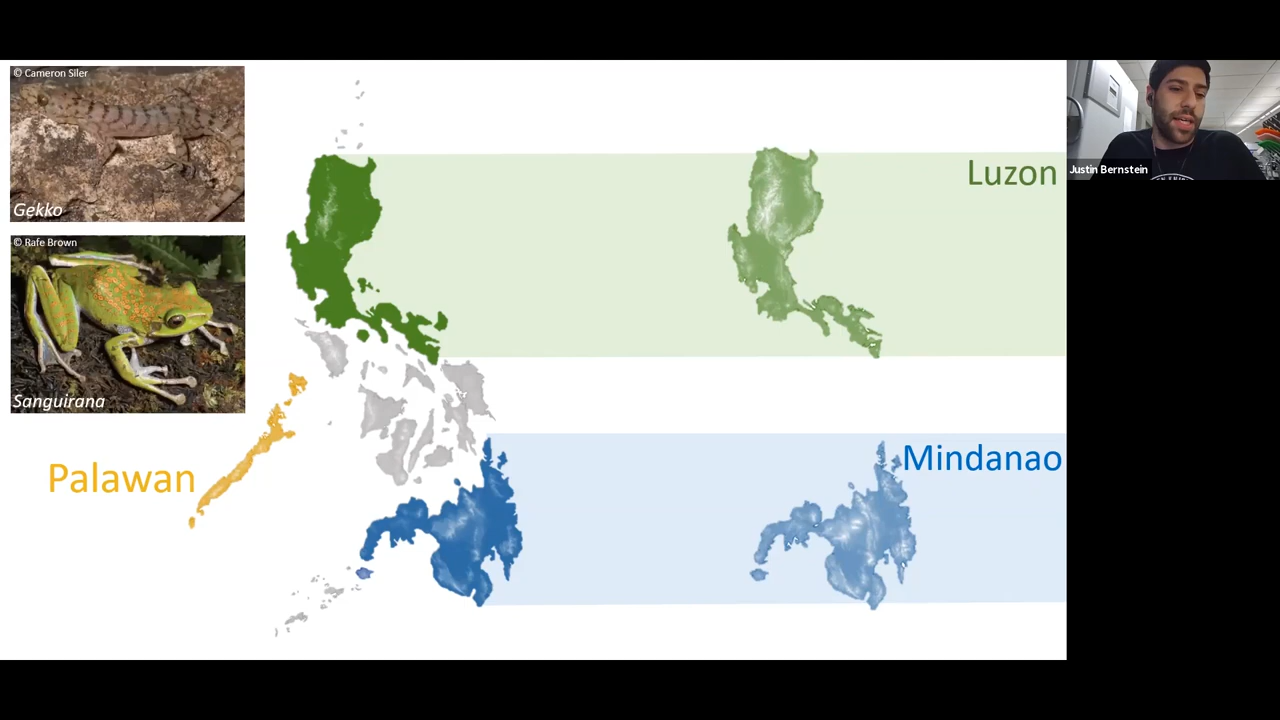 © Cameron Siler
Gekko
© Rafe Brown
Sanguirana
Palawan
Luzon
Mindanao
Justin Bernstein